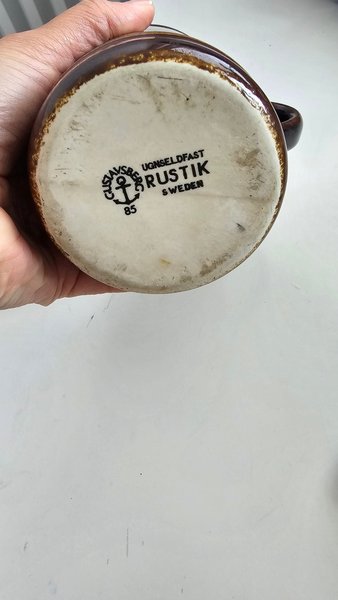 GUSTAVSBERG
85
UGNSELDFAST
RUSTIK
SWEDEN